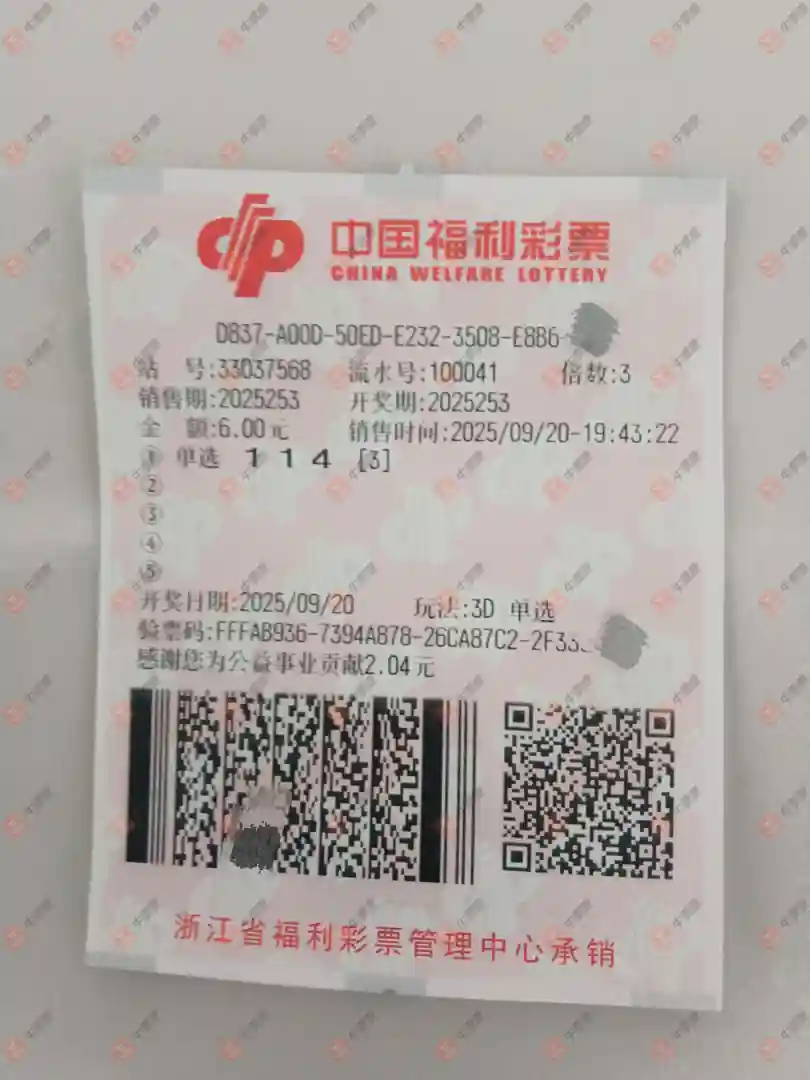 中国福利彩票
CHINA WELFARE LOTTERY
D837-A00D-50ED-E232-3508-E8B6-
站 号:33037568 流水号:100041 倍数:3
销售期:2025253 开奖期:2025253
金 额:6.00元 销售时间:2025/09/20-19:43:22
① 单选 1 1 4 [3]
②
③
④
⑤
开奖日期:2025/09/20 玩法:3D 单选
验票码:FFFAB936-7394A878-26CA87C2-2F33
感谢您为公益事业贡献2.04元
浙江省福利彩票管理中心承销